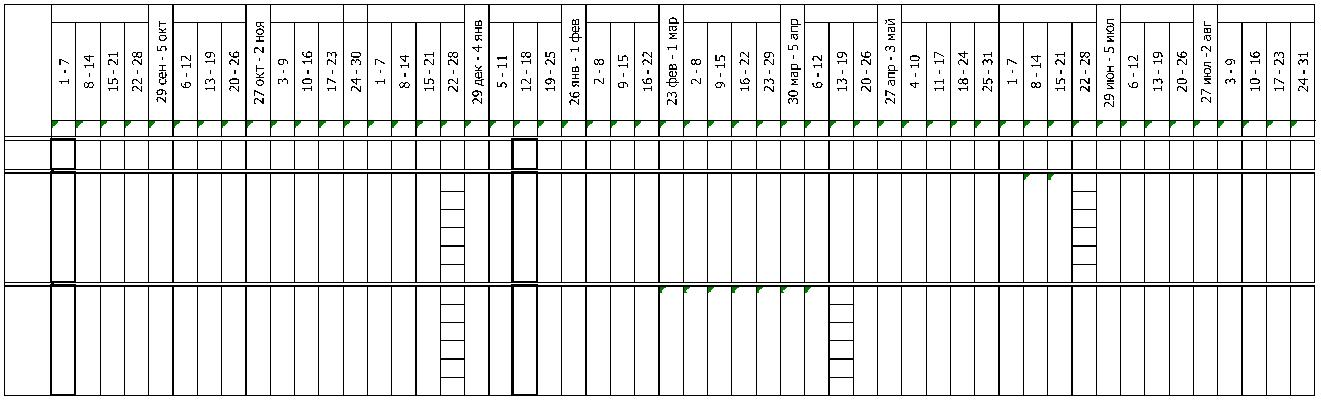 1 - 7
8 - 14
15 - 21
22 - 28
29 сен - 5 окт
6 - 12
13 - 19
20 - 26
27 окт - 2 ноя
3 - 9
10 - 16
17 - 23
24 - 30
1 - 7
8 - 14
15 - 21
22 - 28
29 дек - 4 янв
5 - 11
12 - 18
19 - 25
26 янв - 1 фев
2 - 8
9 - 15
16 - 22
23 фев - 1 мар
2 - 8
9 - 15
16 - 22
23 - 29
30 мар - 5 апр
6 - 12
13 - 19
20 - 26
27 апр - 3 май
4 - 10
11 - 17
18 - 24
25 - 31
1 - 7
8 - 14
15 - 21
22 - 28
29 июн - 5 июл
6 - 12
13 - 19
20 - 26
27 июл - 2 авг
3 - 9
10 - 16
17 - 23
24 - 31